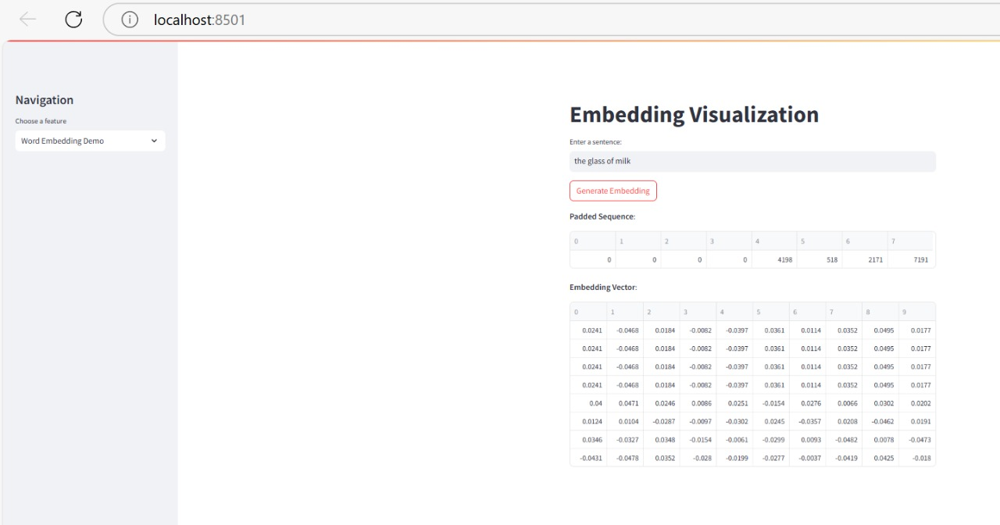 localhost:8501
Navigation
Choose a feature
Word Embedding Demo
Embedding Visualization
Enter a sentence:
the glass of milk
Generate Embedding
Padded Sequence:
0 1 2 3 4 5 6 7
0 0 0 0 4198 518 2171 7191
Embedding Vector:
0 1 2 3 4 5 6 7 8 9
0.0241 -0.0468 0.0184 -0.0082 -0.0397 0.0361 0.0114 0.0352 0.0495 0.0177
0.0241 -0.0468 0.0184 -0.0082 -0.0397 0.0361 0.0114 0.0352 0.0495 0.0177
0.0241 -0.0468 0.0184 -0.0082 -0.0397 0.0361 0.0114 0.0352 0.0495 0.0177
0.0241 -0.0468 0.0184 -0.0082 -0.0397 0.0361 0.0114 0.0352 0.0495 0.0177
0.04 0.0471 0.0246 0.0086 0.0251 -0.0154 0.0276 0.0066 0.0302 0.0202
0.0124 0.0104 -0.0287 -0.0097 -0.0302 0.0245 -0.0357 0.0208 -0.0462 0.0191
0.0346 -0.0327 0.0348 -0.0154 -0.0061 -0.0299 0.0093 -0.0482 0.0078 -0.0473
-0.0431 -0.0478 0.0352 -0.028 -0.0199 -0.0277 -0.0037 -0.0419 0.0425 -0.018